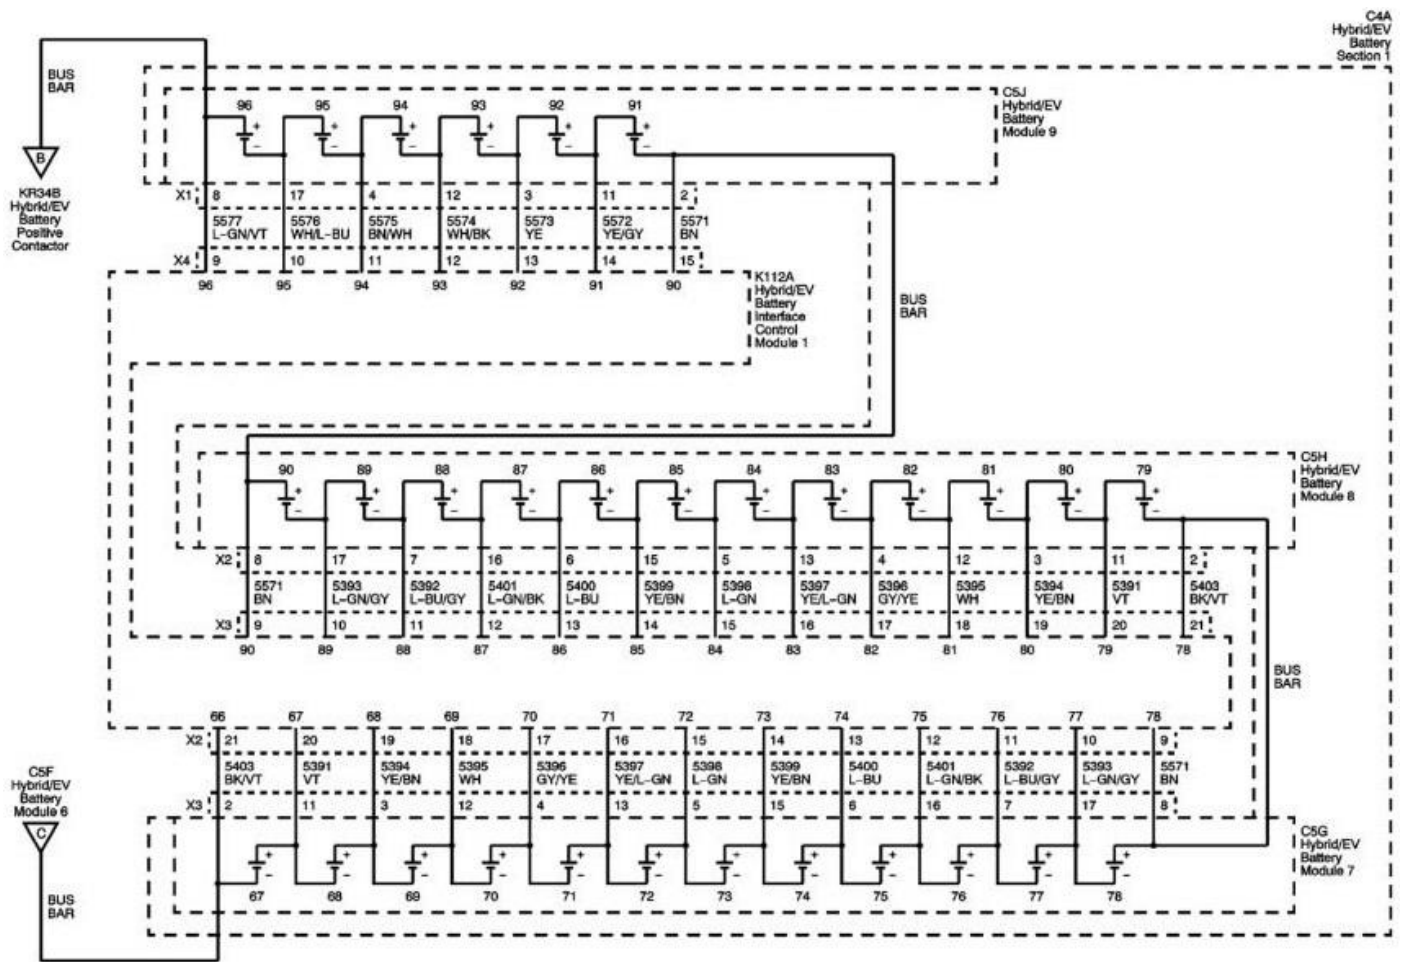 C4A
Hybrid/EV
Battery
Section 1
BUS
BAR
96 95 94 93 92 91
C5J
Hybrid/EV
Battery
Module 9
B
KR34B
Hybrid/EV
Battery
Positive
Contactor
+ + + + + +
− − − − − −
X1 8 17 4 12 3 11 2
5577 5576 5575 5574 5573 5572 5571
L-GN/VT WH/L-BU BN/WH WH/BK YE YE/GY BN
X4 9 10 11 12 13 14 15
96 95 94 93 92 91 90
K112A
Hybrid/EV
Battery
Interface
Control
Module 1
BUS
BAR
90 89 88 87 86 85 84 83 82 81 80 79
C5H
Hybrid/EV
Battery
Module 8
+ + + + + + + + + + + +
− − − − − − − − − − − −
X2 8 17 7 16 6 15 5 13 4 12 3 11 2
5571 5393 5392 5401 5400 5399 5398 5397 5396 5395 5394 5391 5403
BN L-GN/GY L-BU/GY L-GN/BK L-BU YE/BN L-GN YE/L-GN GY/YE WH YE/BN VT BK/VT
X3 9 10 11 12 13 14 15 16 17 18 19 20 21
90 89 88 87 86 85 84 83 82 81 80 79 78
BUS
BAR
66 67 68 69 70 71 72 73 74 75 76 77 78
X2 21 20 19 18 17 16 15 14 13 12 11 10 9
5403 5391 5394 5395 5396 5397 5398 5399 5400 5401 5392 5393 5571
BK/VT VT YE/BN WH GY/YE YE/L-GN L-GN YE/BN L-BU L-GN/BK L-BU/GY L-GN/GY BN
X3 2 11 3 12 4 13 5 15 6 16 7 17 8
C5F
Hybrid/EV
Battery
Module 6
C
C5G
Hybrid/EV
Battery
Module 7
+ + + + + + + + + + + +
− − − − − − − − − − − −
67 68 69 70 71 72 73 74 75 76 77 78
BUS
BAR